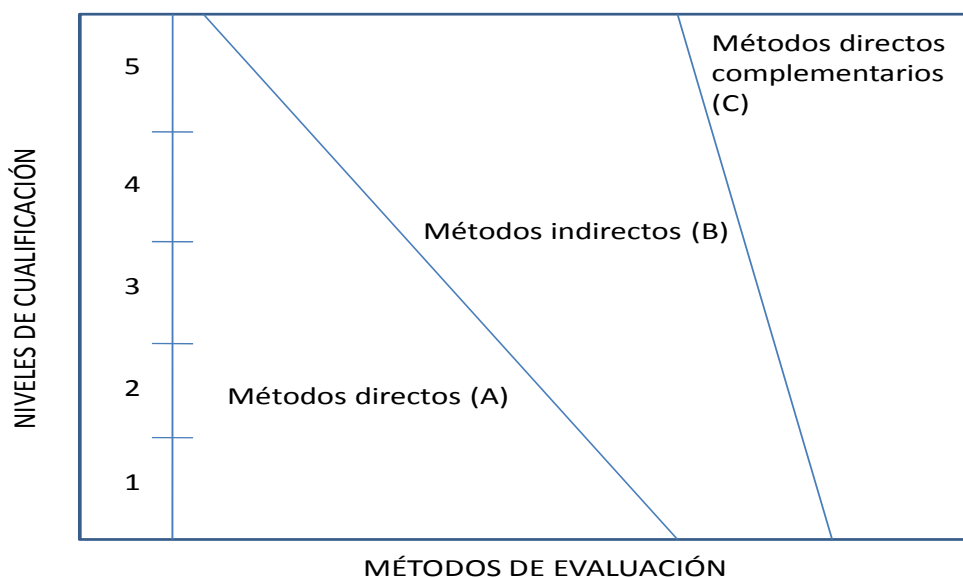 Métodos directos
complementarios
(C)
5
4
Métodos indirectos (B)
3
2
Métodos directos (A)
1
NIVELES DE CUALIFICACIÓN
MÉTODOS DE EVALUACIÓN